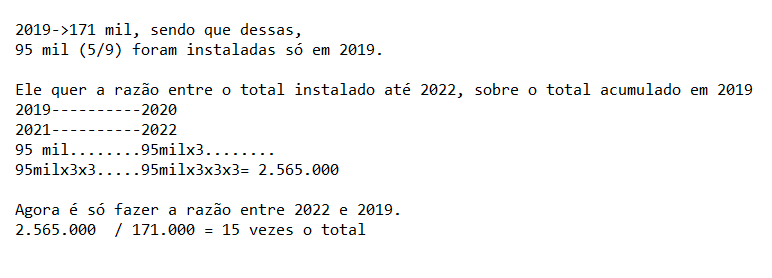 2019->171 mil, sendo que dessas,
95 mil (5/9) foram instaladas só em 2019.
Ele quer a razão entre o total instalado até 2022, sobre o total acumulado em 2019
2019----------2020
2021----------2022
95 mil........95milx3........
95milx3x3.....95milx3x3x3= 2.565.000
Agora é só fazer a razão entre 2022 e 2019.
2.565.000  / 171.000 = 15 vezes o total